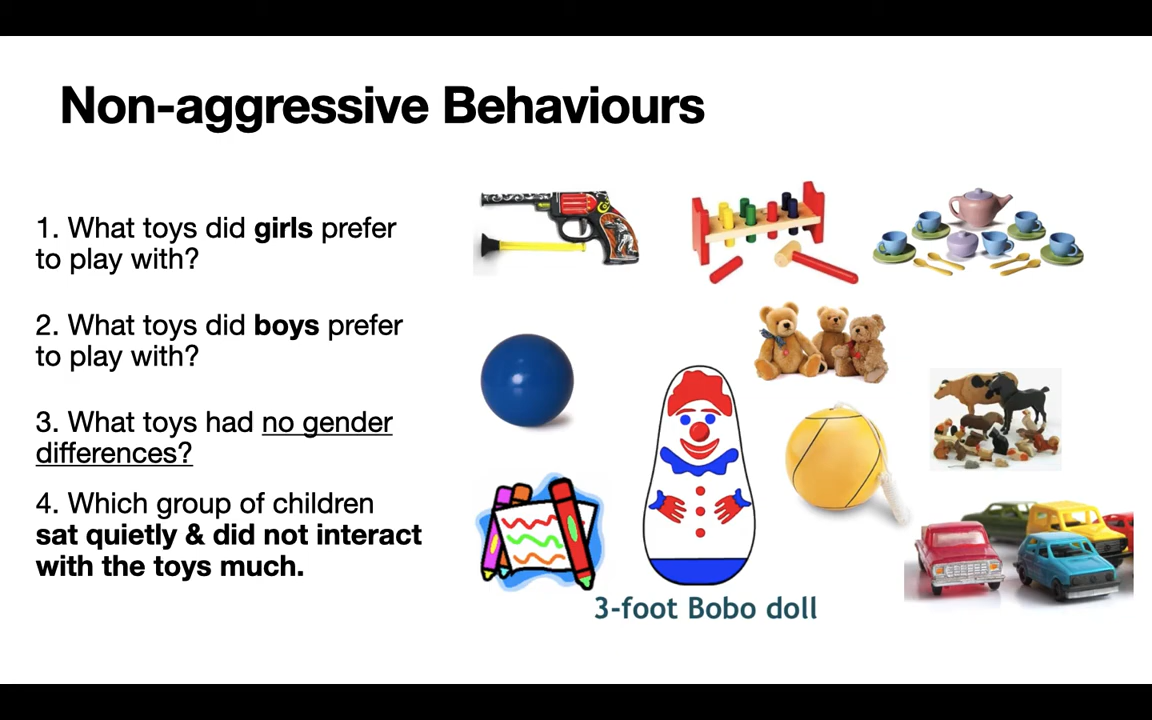 Non-aggressive Behaviours
1. What toys did girls prefer
to play with?
2. What toys did boys prefer
to play with?
3. What toys had no gender
differences?
4. Which group of children
sat quietly & did not interact
with the toys much.
3-foot Bobo doll